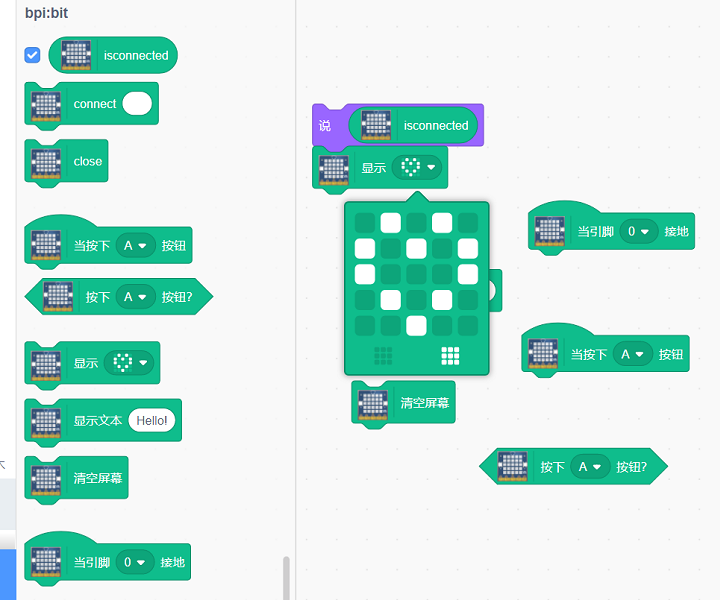 bpi:bit
isconnected
connect
close
当按下 A 按钮
按下 A 按钮?
显示
显示文本 Hello!
清空屏幕
当引脚 0 接地
说 isconnected
显示
清空屏幕
当引脚 0 接地
当按下 A 按钮
按下 A 按钮?